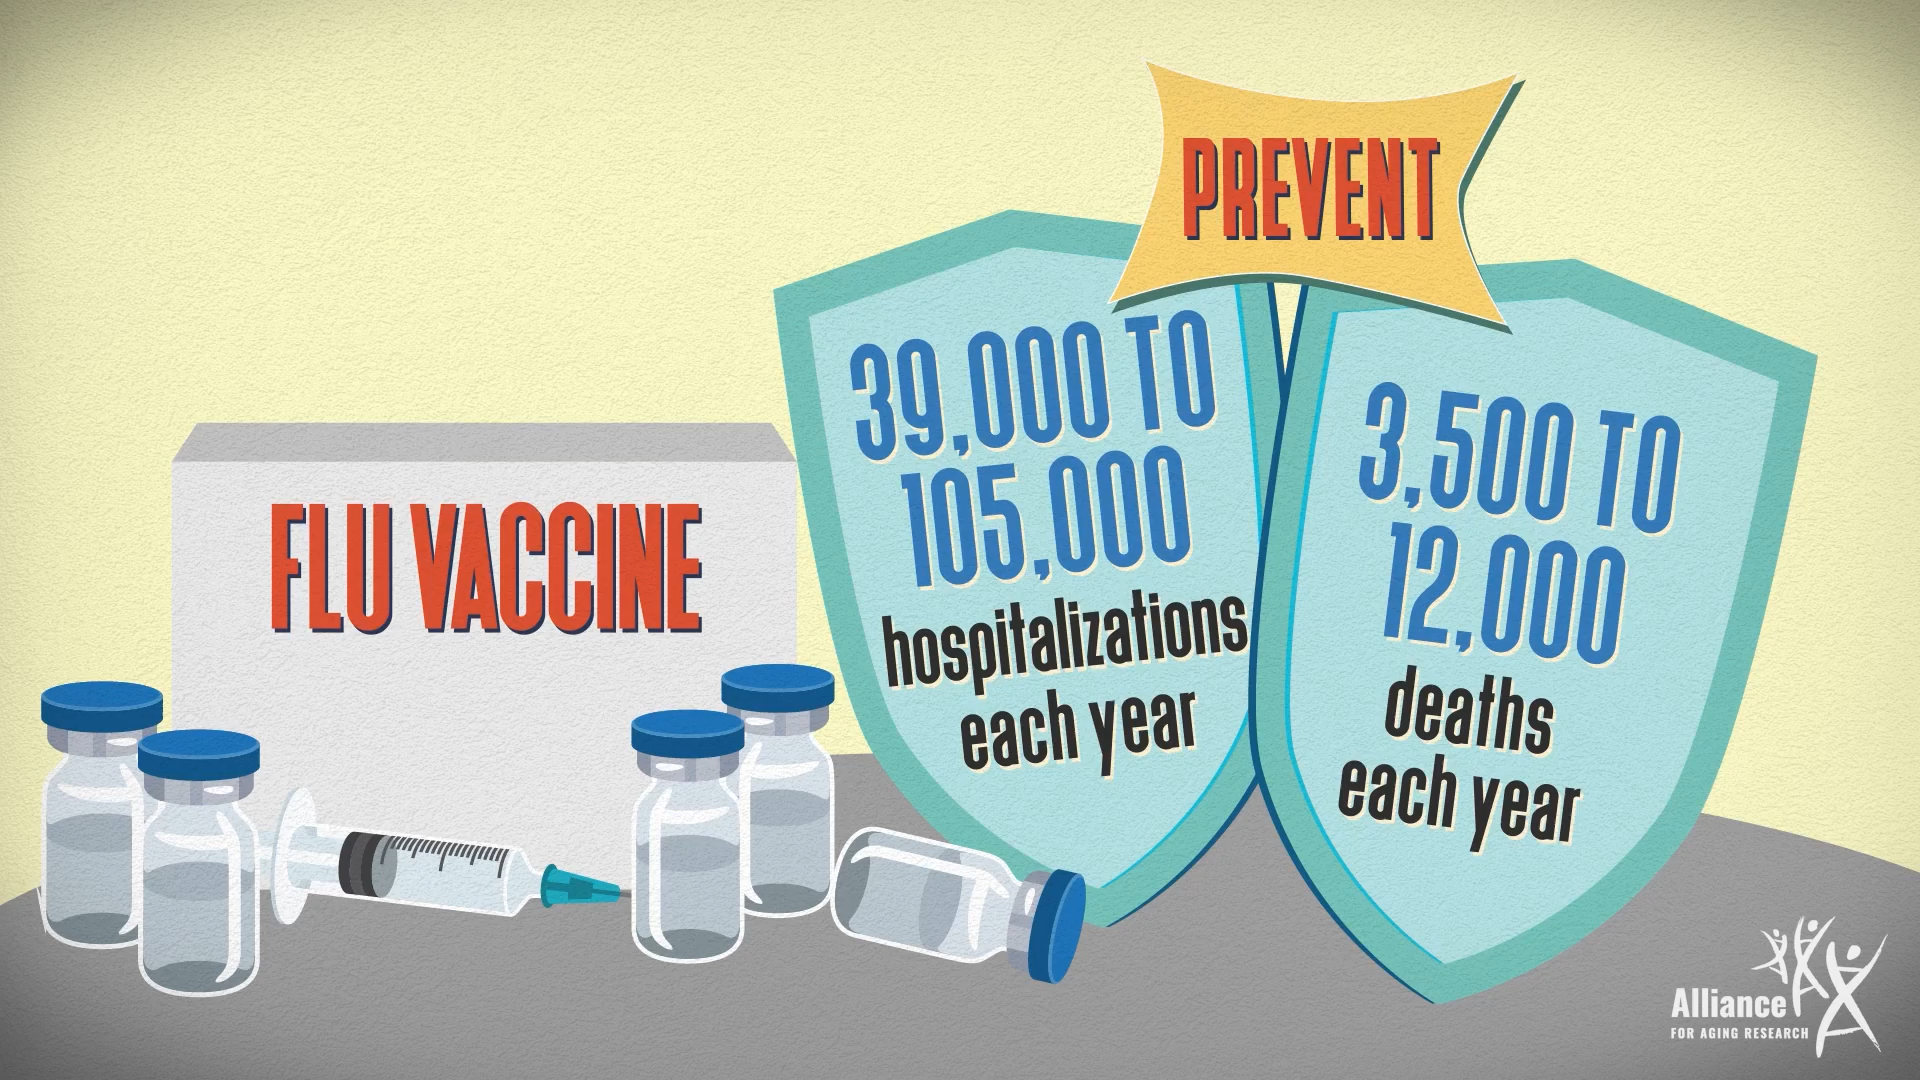 PREVENT
FLU VACCINE
39,000 TO
105,000
hospitalizations
each year
3,500 TO
12,000
deaths
each year
Alliance
FOR AGING RESEARCH